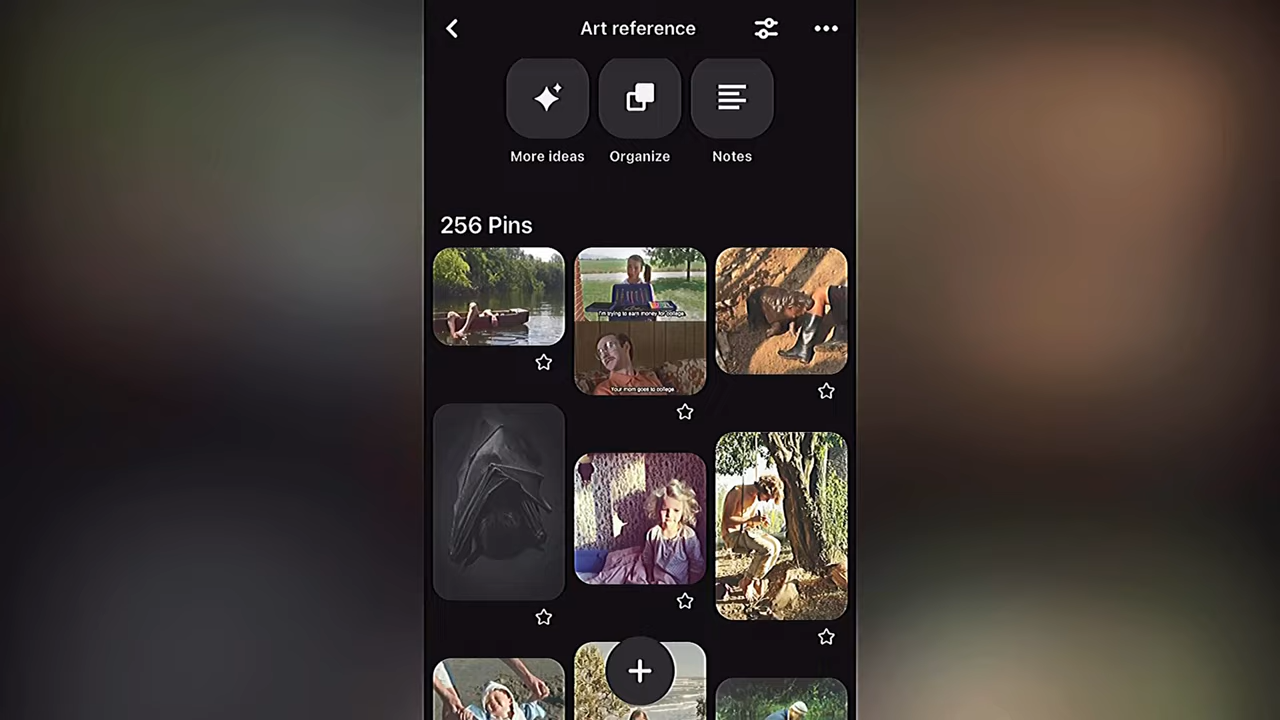 Art reference
More ideas
Organize
Notes
256 Pins
I'm trying to earn money for college.
Your mom goes to college.